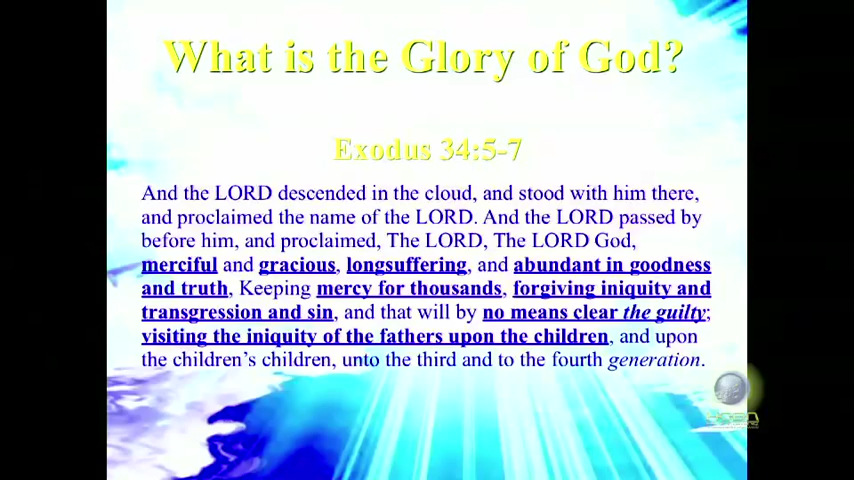 What is the Glory of God?
Exodus 34:5-7
And the LORD descended in the cloud, and stood with him there,
and proclaimed the name of the LORD. And the LORD passed by
before him, and proclaimed, The LORD, The LORD God,
merciful and gracious, longsuffering, and abundant in goodness
and truth, Keeping mercy for thousands, forgiving iniquity and
transgression and sin, and that will by no means clear the guilty;
visiting the iniquity of the fathers upon the children, and upon
the children’s children, unto the third and to the fourth generation.